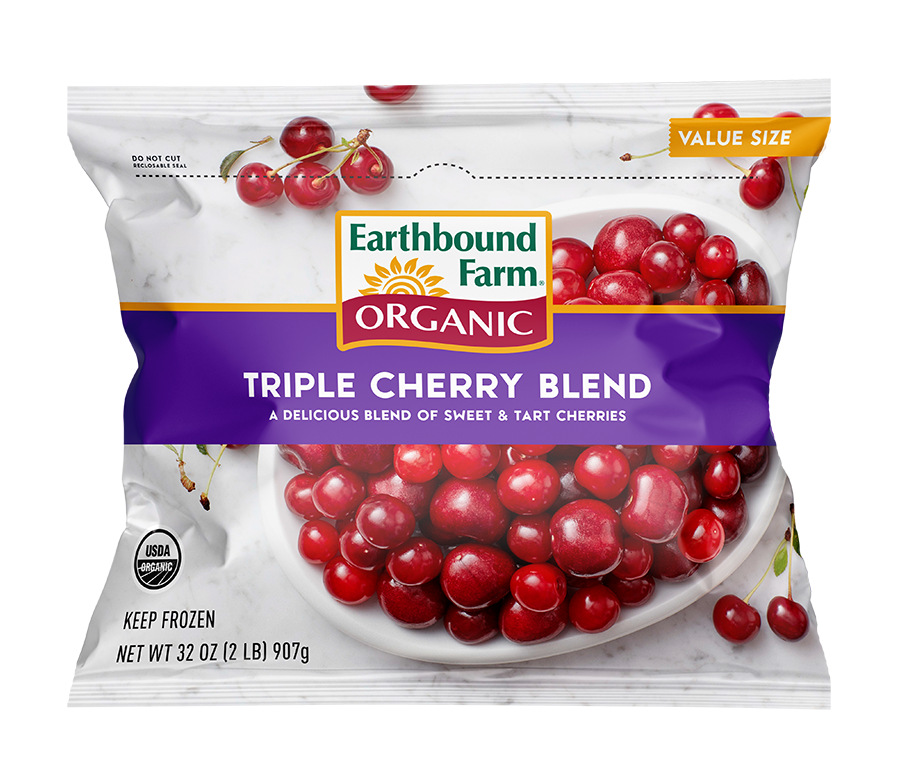 DO NOT CUT
RECLOSABLE SEAL
VALUE SIZE
Earthbound
Farm®
ORGANIC
TRIPLE CHERRY BLEND
A DELICIOUS BLEND OF SWEET & TART CHERRIES
USDA
ORGANIC
KEEP FROZEN
NET WT 32 OZ (2 LB) 907g